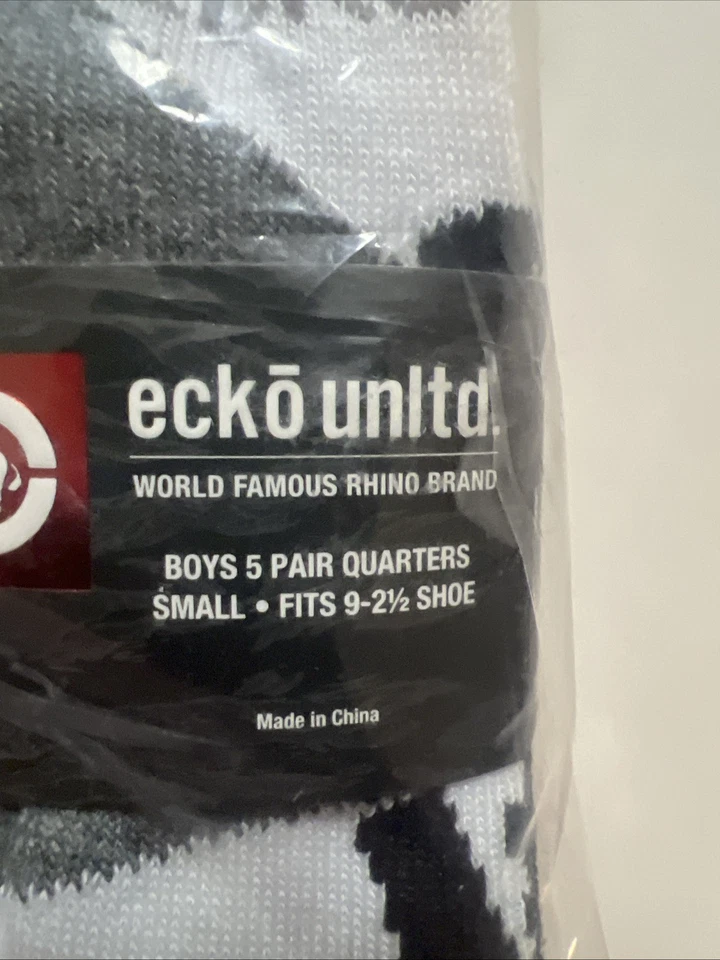 eckō unltd.
WORLD FAMOUS RHINO BRAND
BOYS 5 PAIR QUARTERS
SMALL • FITS 9-2½ SHOE
Made in China